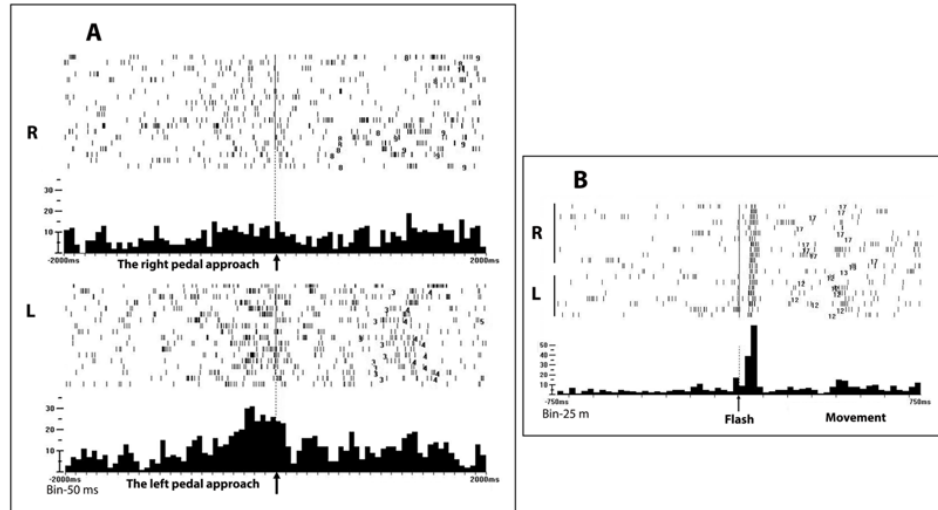 A
R
30
20
10
-2000ms
2000ms
The right pedal approach
L
30
20
10
-2000ms
2000ms
Bin-50 ms
The left pedal approach
B
R
L
50
40
30
20
10
-750ms
750ms
Bin-25 m
Flash
Movement